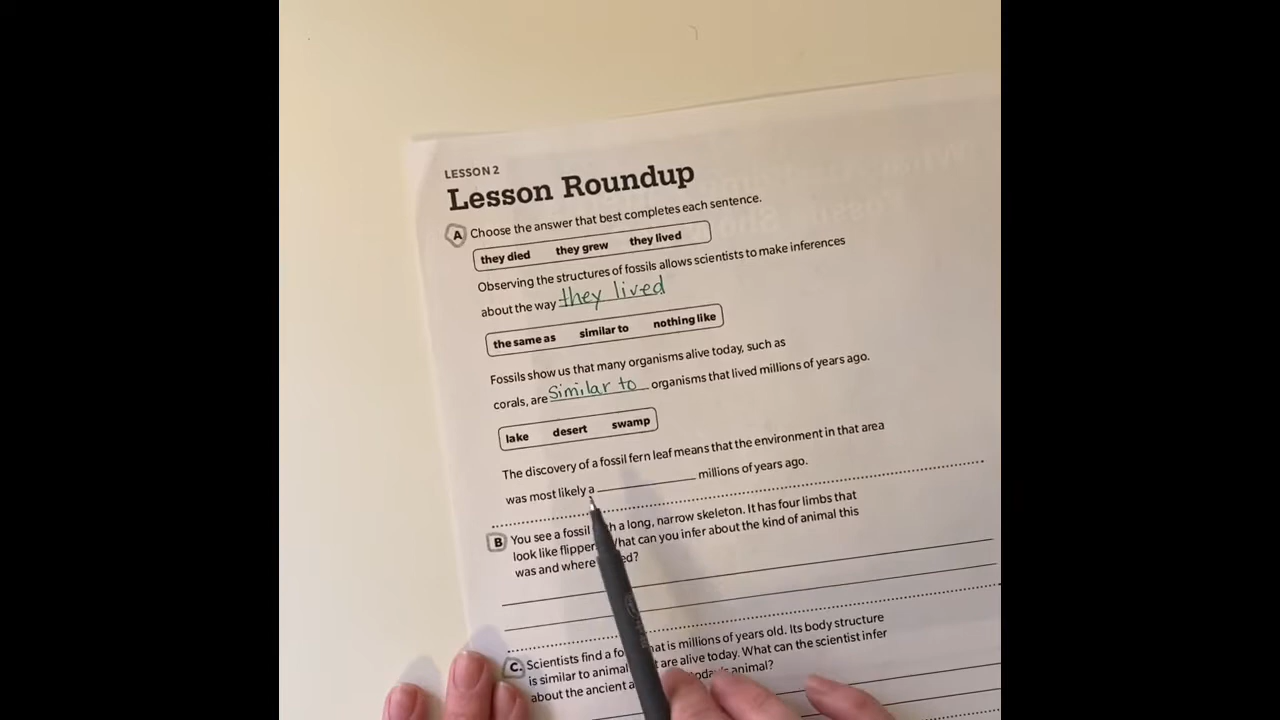 LESSON 2
Lesson Roundup
A Choose the answer that best completes each sentence.
they died they grew they lived
Observing the structures of fossils allows scientists to make inferences
about the way they lived
the same as similar to nothing like
Fossils show us that many organisms alive today, such as
corals, are Similar to organisms that lived millions of years ago.
lake desert swamp
The discovery of a fossil fern leaf means that the environment in that area
was most likely a millions of years ago.
B You see a fossil a long, narrow skeleton. It has four limbs that
look like flippers. What can you infer about the kind of animal this
was and where
C. Scientists find a that is millions of years old. Its body structure
is similar to animals are alive today. What can the scientist infer
about the ancient animal?